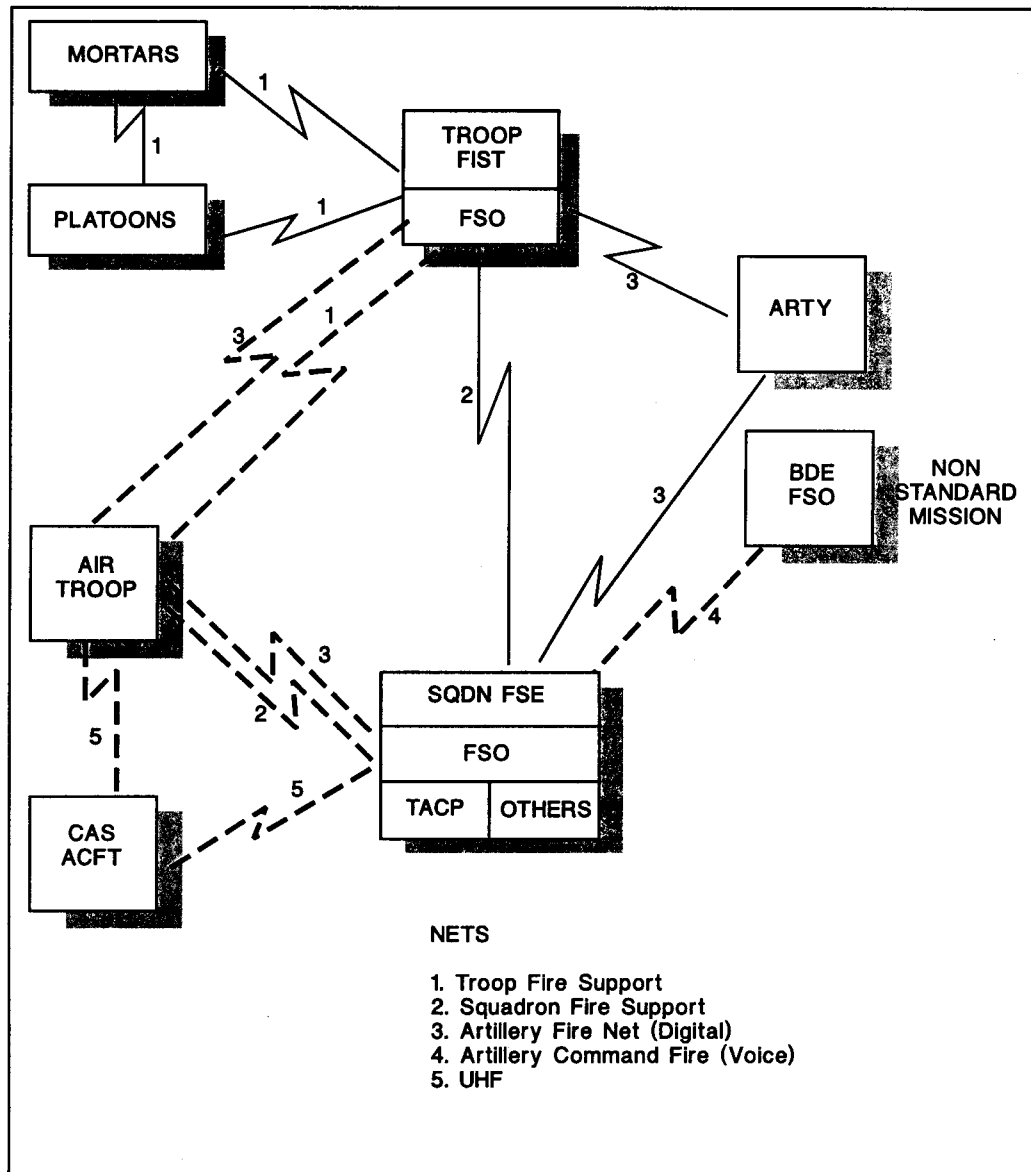 MORTARS
1
1
PLATOONS
1
TROOP
FIST
FSO
3
1
3
ARTY
2
3
BDE
FSO
NON
STANDARD
MISSION
4
AIR
TROOP
3
2
5
5
SQDN FSE
FSO
TACP
OTHERS
CAS
ACFT
NETS
1. Troop Fire Support
2. Squadron Fire Support
3. Artillery Fire Net (Digital)
4. Artillery Command Fire (Voice)
5. UHF